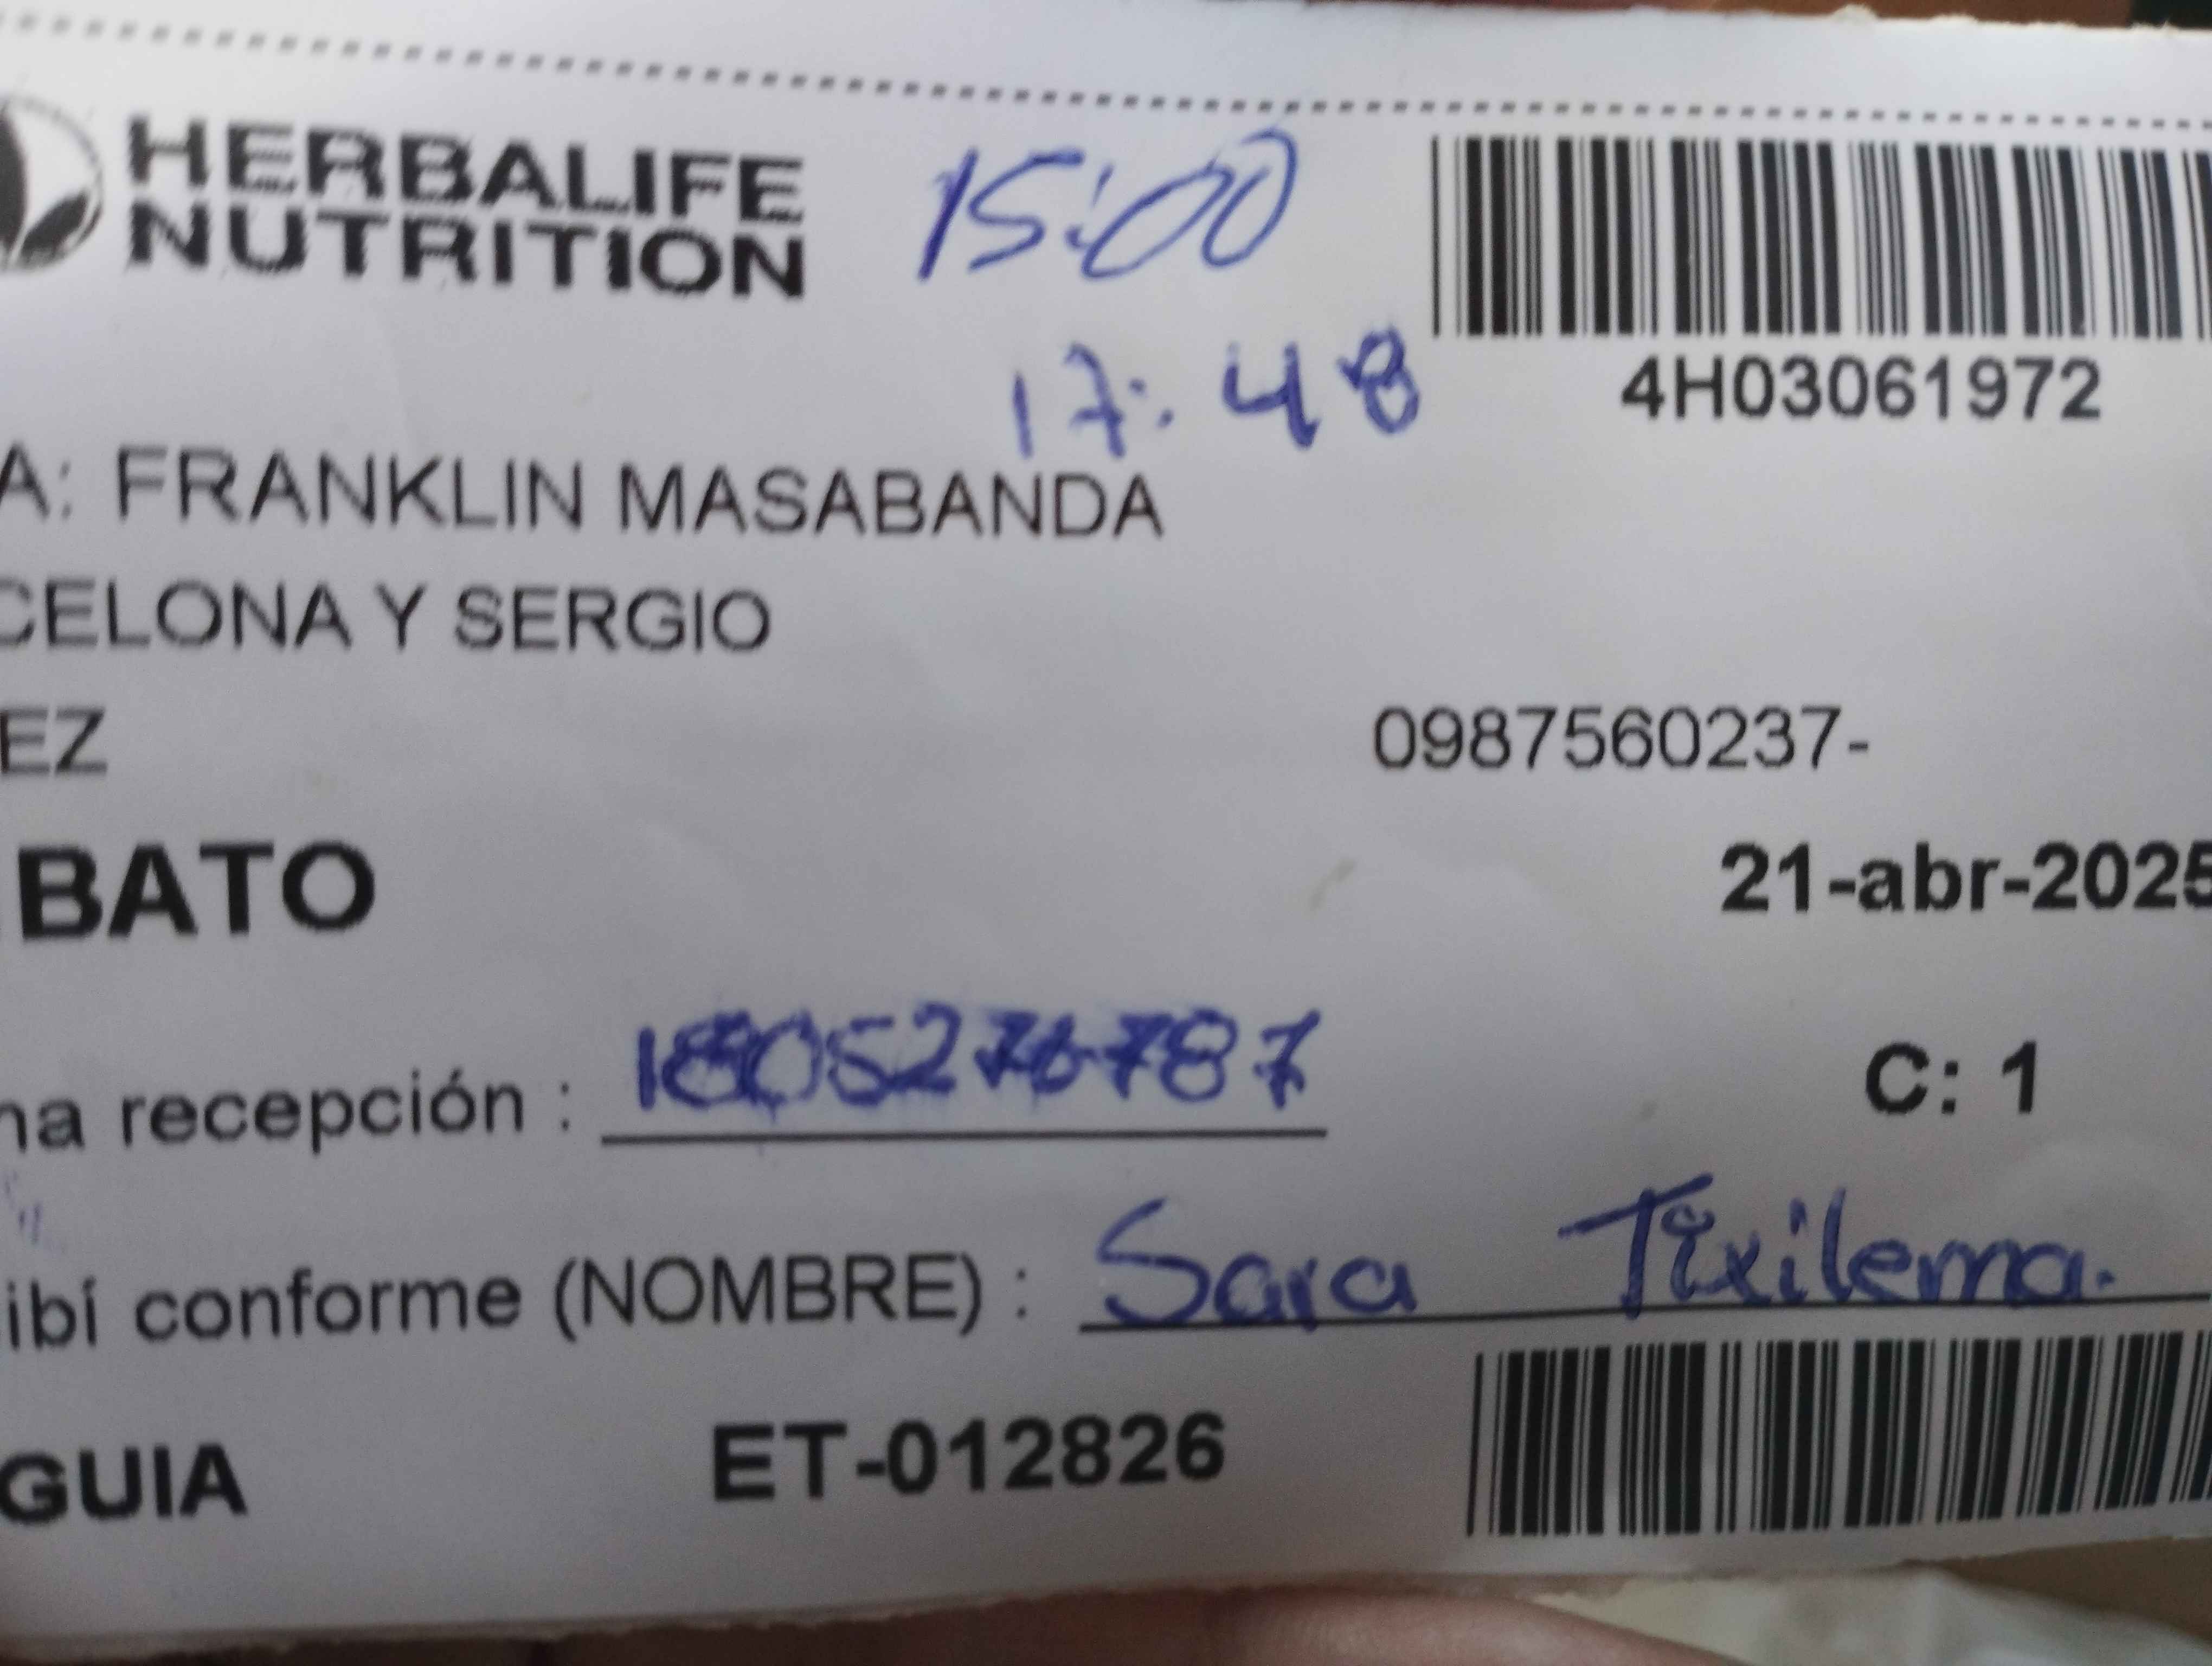 HERBALIFE
NUTRITION
15:00
17:48
4H03061972
A: FRANKLIN MASABANDA
CELONA Y SERGIO
EZ
0987560237-
BATO
21-abr-2025
na recepción :
C: 1
ibí conforme (NOMBRE) : Sara Tixilema.
GUIA
ET-012826